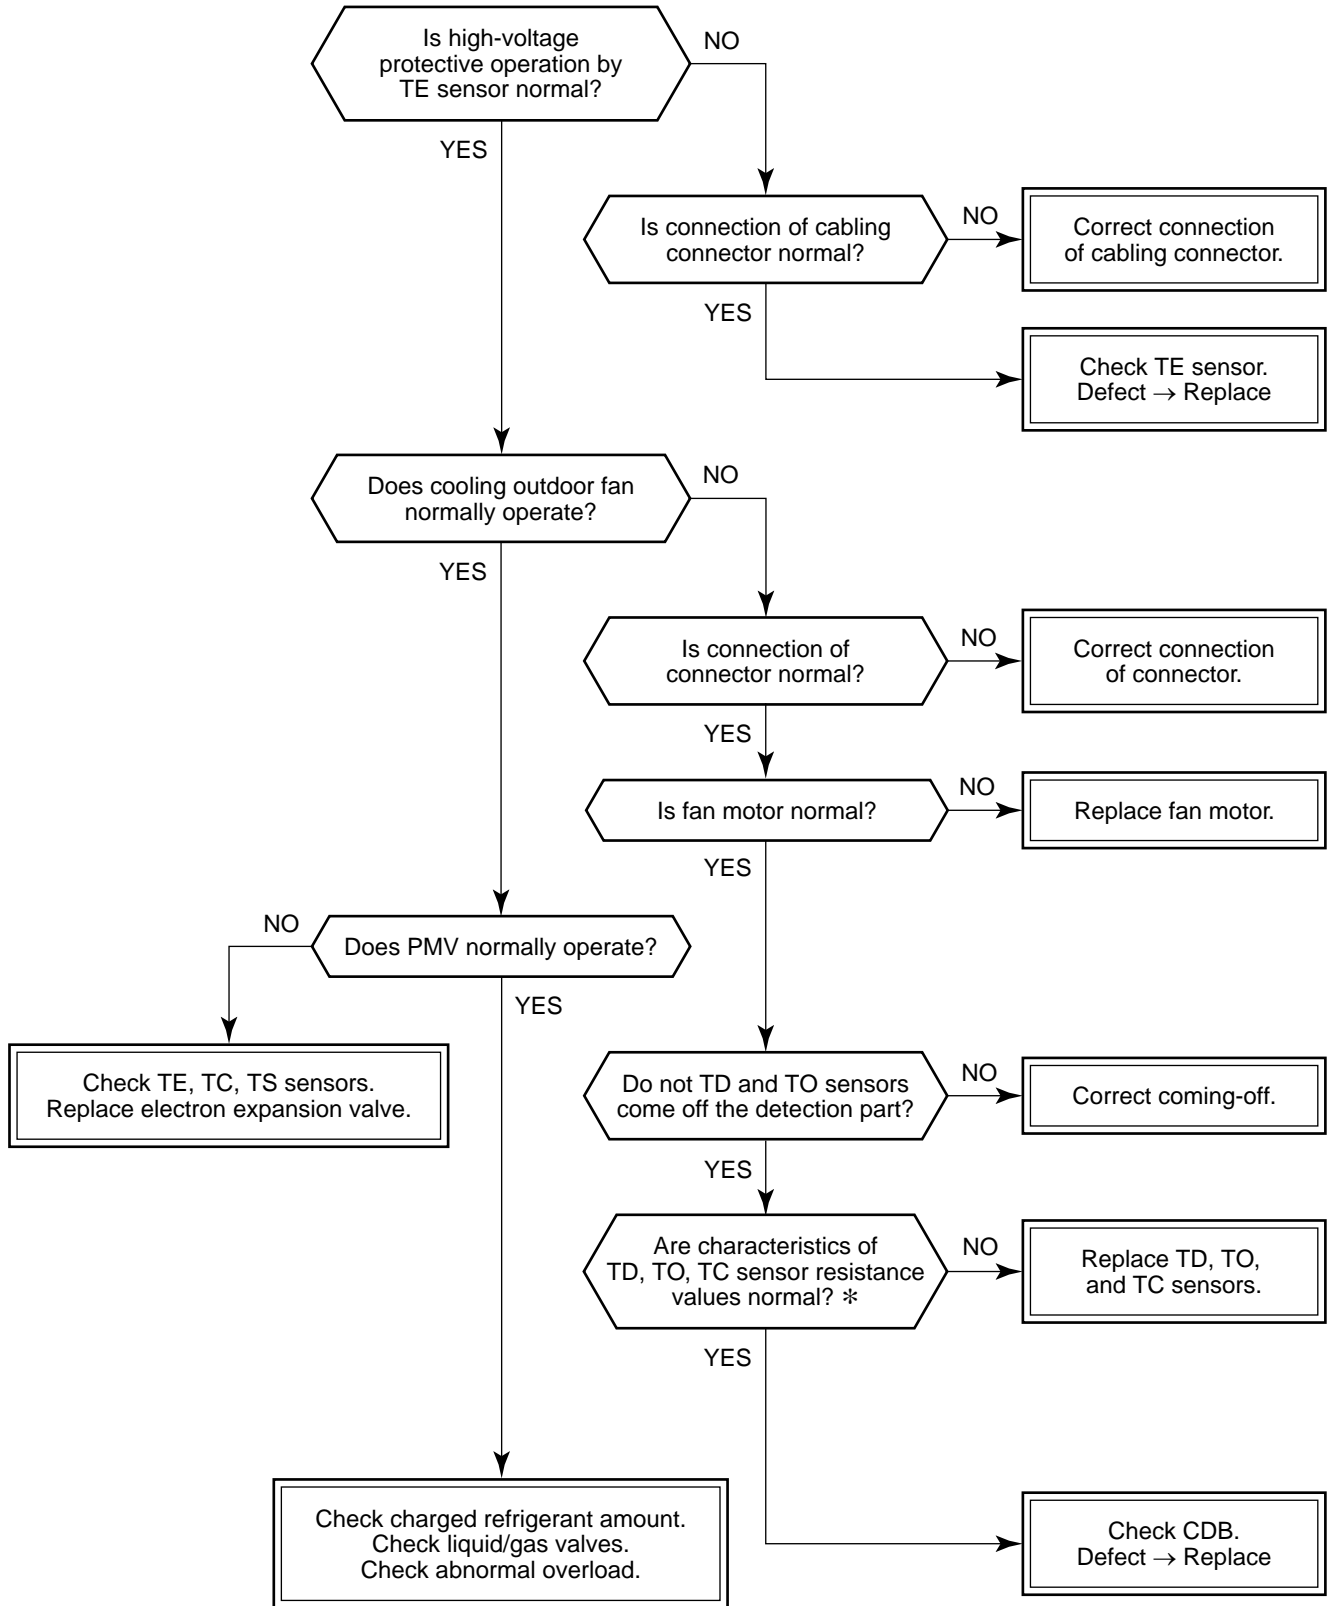 Is high-voltage
protective operation by
TE sensor normal?
NO
YES
Is connection of cabling
connector normal?
NO
Correct connection
of cabling connector.
YES
Check TE sensor.
Defect → Replace
Does cooling outdoor fan
normally operate?
NO
YES
Is connection of
connector normal?
NO
Correct connection
of connector.
YES
Is fan motor normal?
NO
Replace fan motor.
YES
NO
Does PMV normally operate?
YES
Check TE, TC, TS sensors.
Replace electron expansion valve.
Do not TD and TO sensors
come off the detection part?
NO
Correct coming-off.
YES
Are characteristics of
TD, TO, TC sensor resistance
values normal? *
NO
Replace TD, TO,
and TC sensors.
YES
Check charged refrigerant amount.
Check liquid/gas valves.
Check abnormal overload.
Check CDB.
Defect → Replace